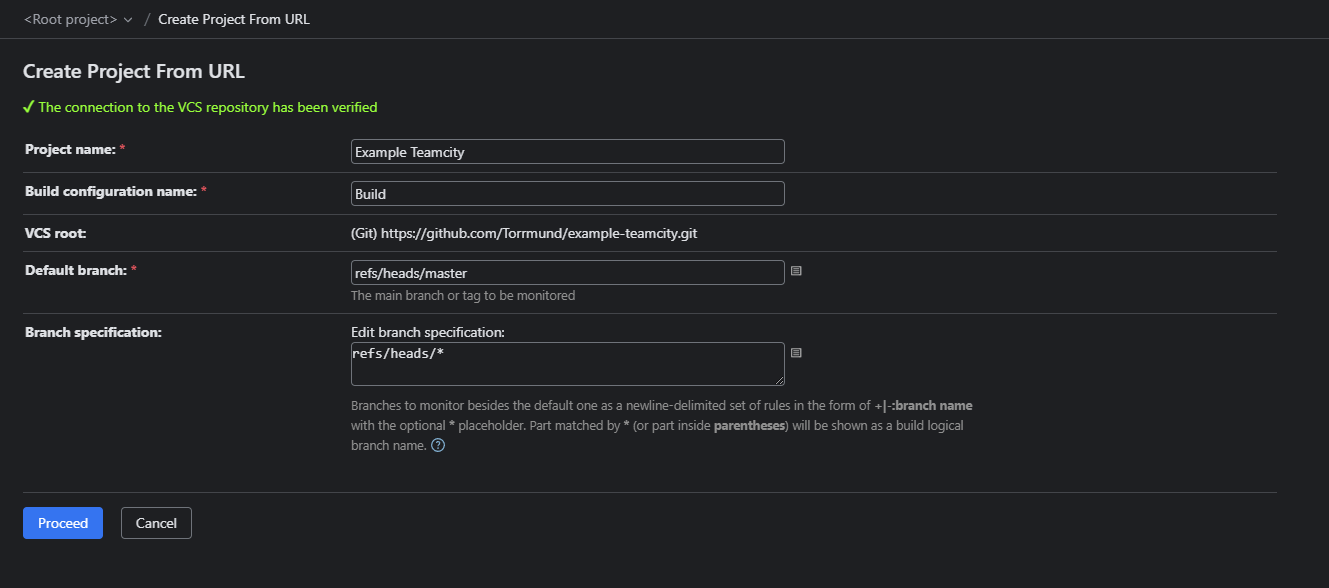 <Root project> / Create Project From URL
Create Project From URL
✓ The connection to the VCS repository has been verified
Project name: * Example Teamcity
Build configuration name: * Build
VCS root: (Git) https://github.com/Torrmund/example-teamcity.git
Default branch: * refs/heads/master
The main branch or tag to be monitored
Branch specification: Edit branch specification:
refs/heads/*
Branches to monitor besides the default one as a newline-delimited set of rules in the form of +|-:branch name
with the optional * placeholder. Part matched by * (or part inside parentheses) will be shown as a build logical
branch name. ?
Proceed Cancel